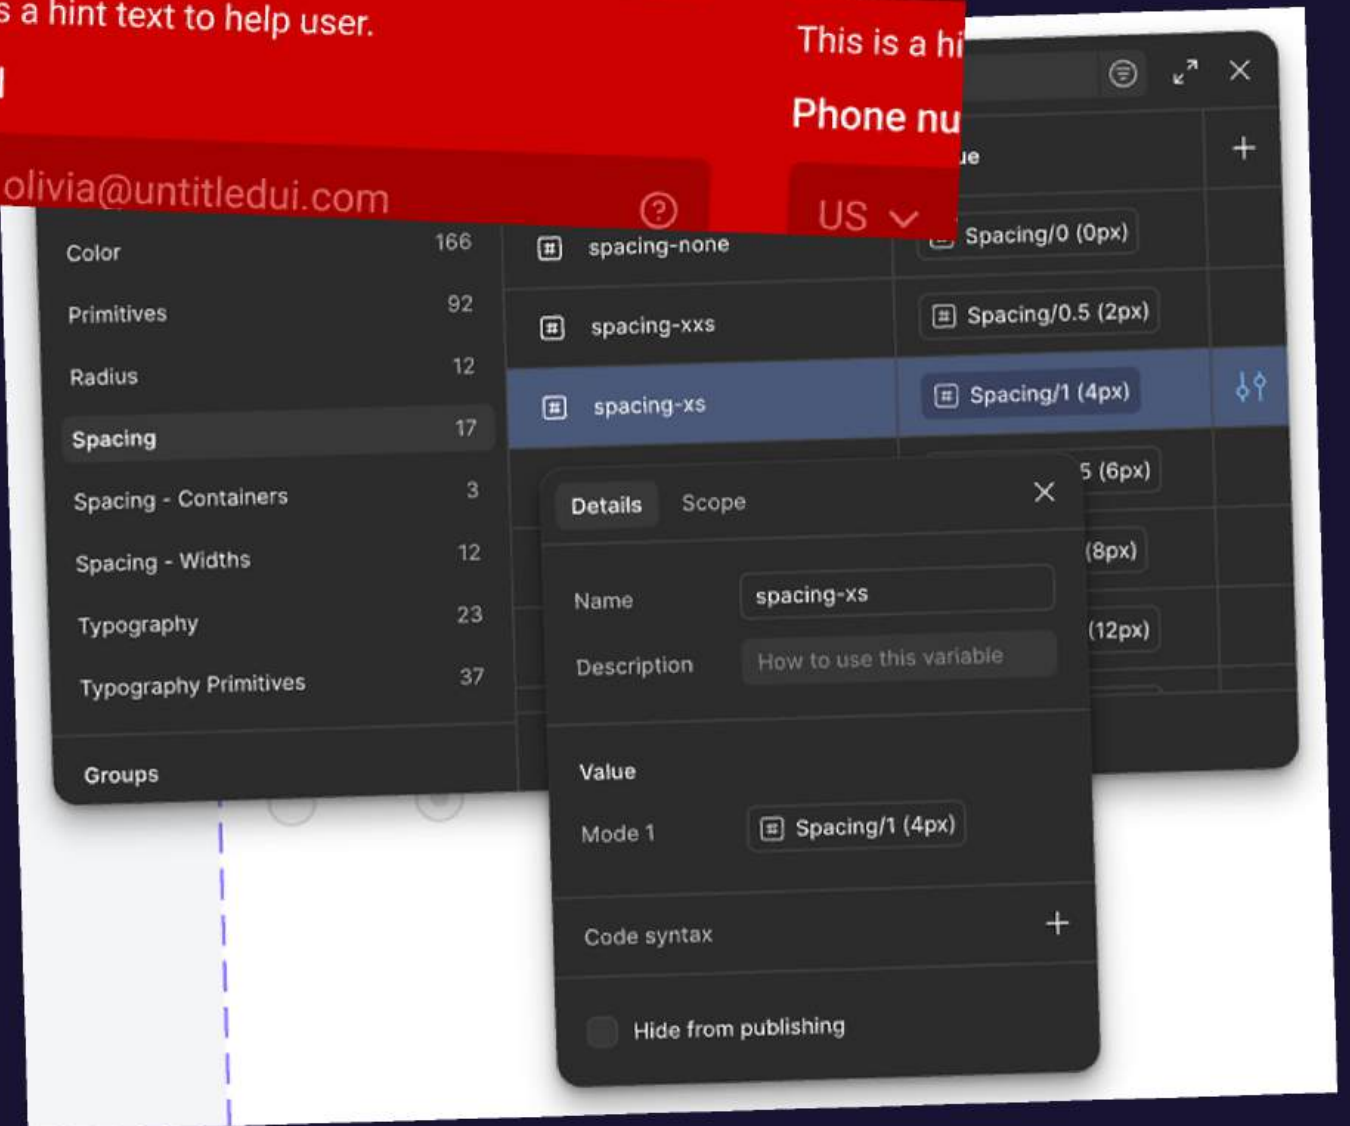 s a hint text to help user.
This is a hi
Phone nu
olivia@untitledui.com
US
ue
Color 166
spacing-none
Spacing/0 (0px)
Primitives 92
spacing-xxs
Spacing/0.5 (2px)
Radius 12
spacing-xs
Spacing/1 (4px)
Spacing 17
5 (6px)
Spacing - Containers 3
(8px)
Spacing - Widths 12
(12px)
Typography 23
Typography Primitives 37
Groups
Details
Scope
Name
spacing-xs
Description
How to use this variable
Value
Mode 1
Spacing/1 (4px)
Code syntax
Hide from publishing